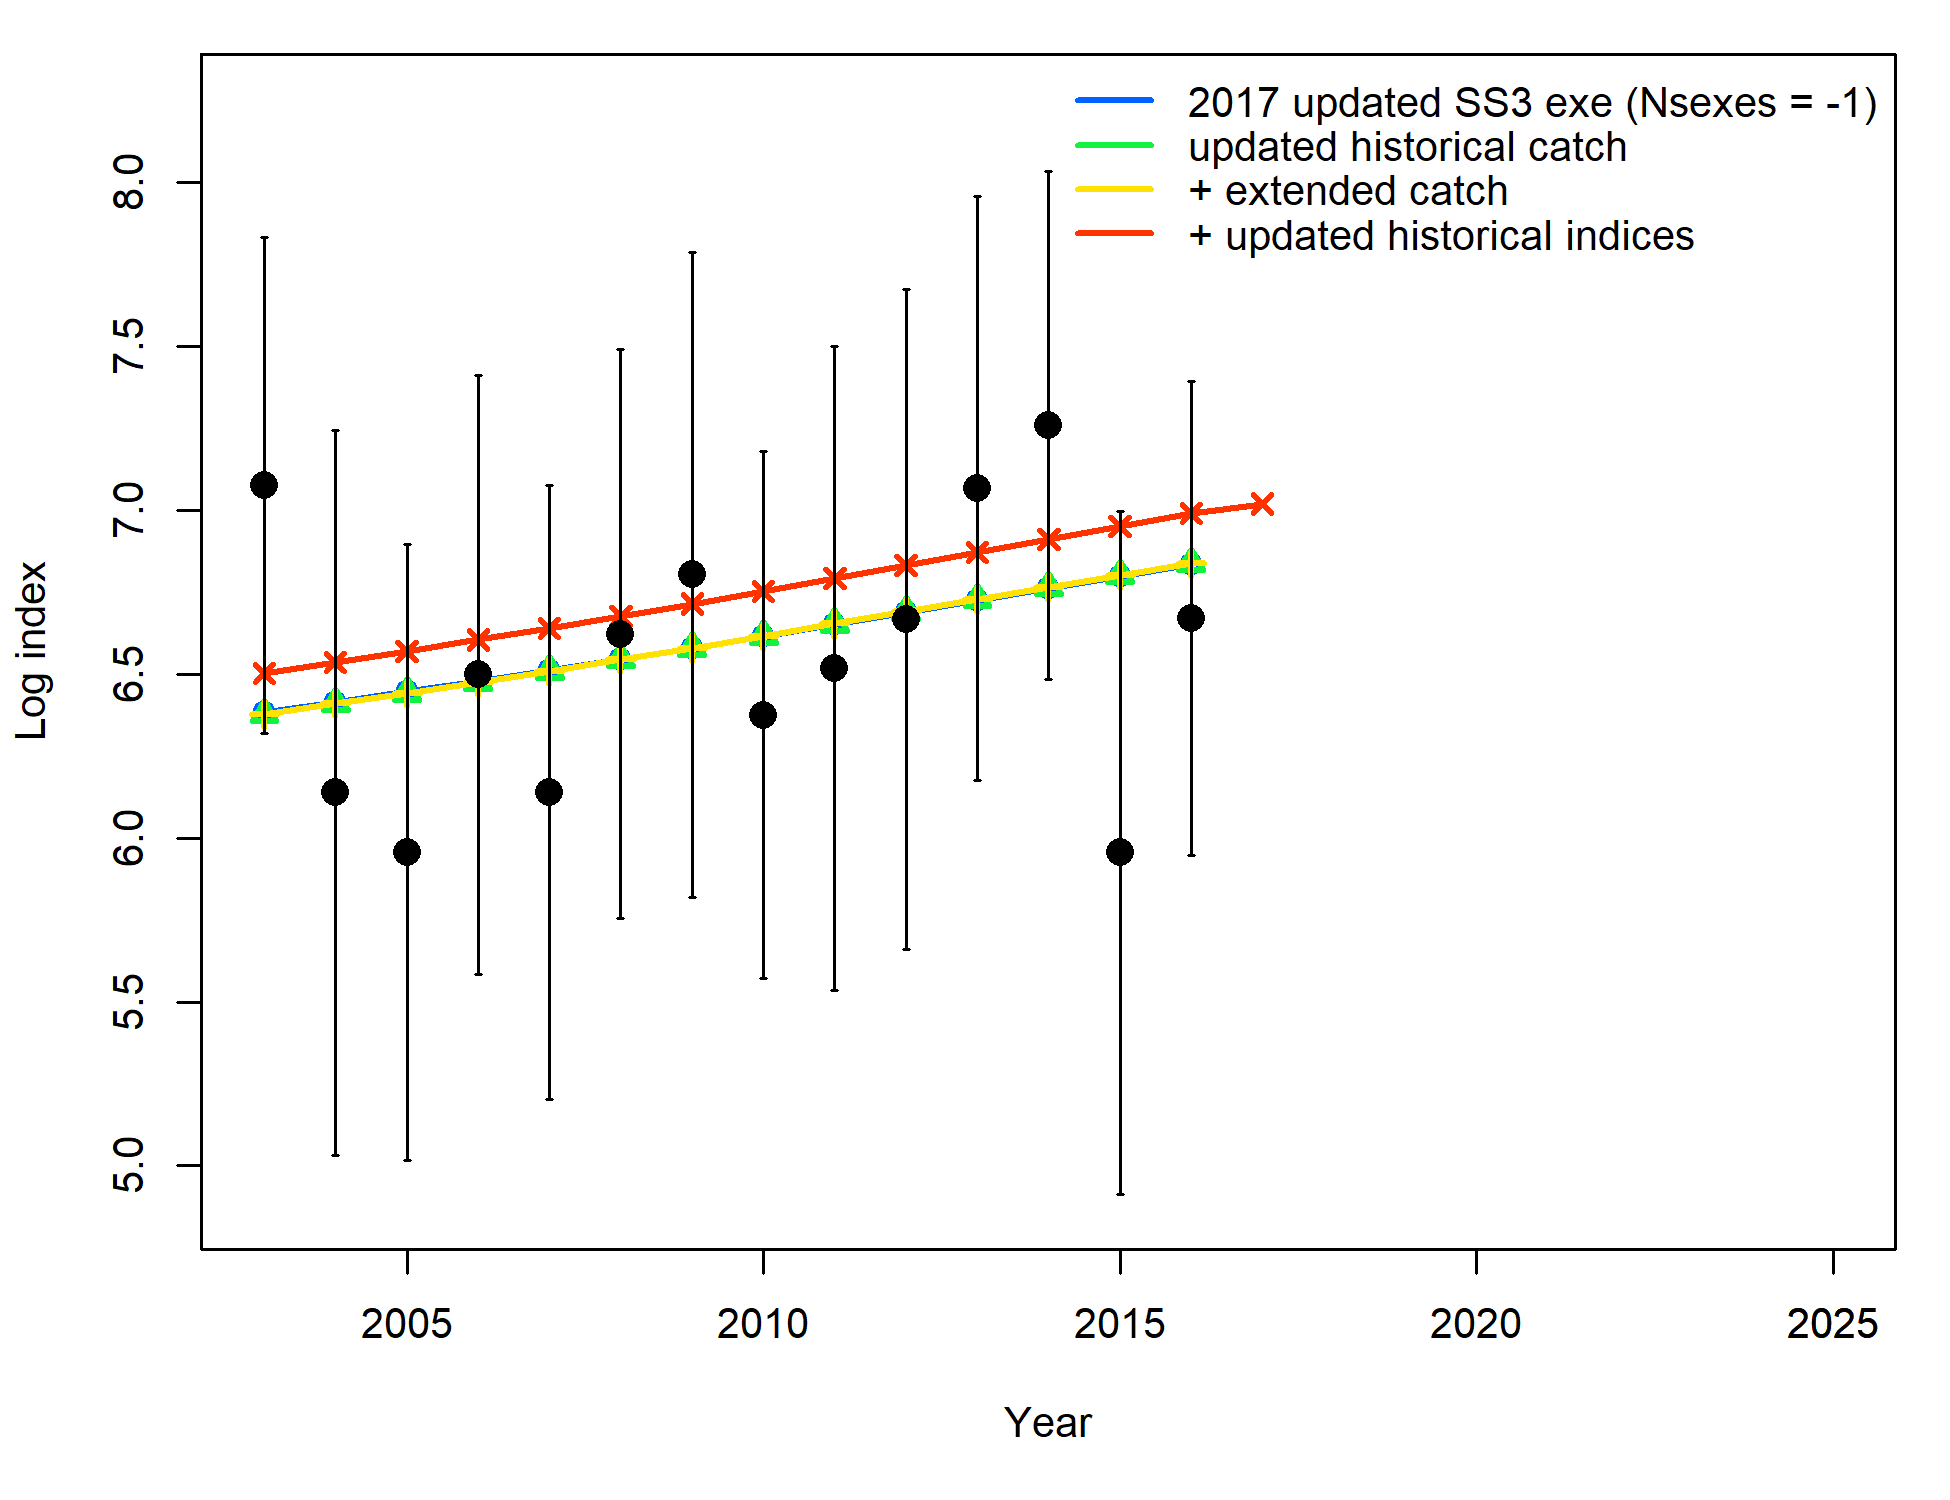 2017 updated SS3 exe (Nsexes = -1)
updated historical catch
+ extended catch
+ updated historical indices
8.0
7.5
7.0
6.5
6.0
5.5
5.0
Log index
2005
2010
2015
2020
2025
Year